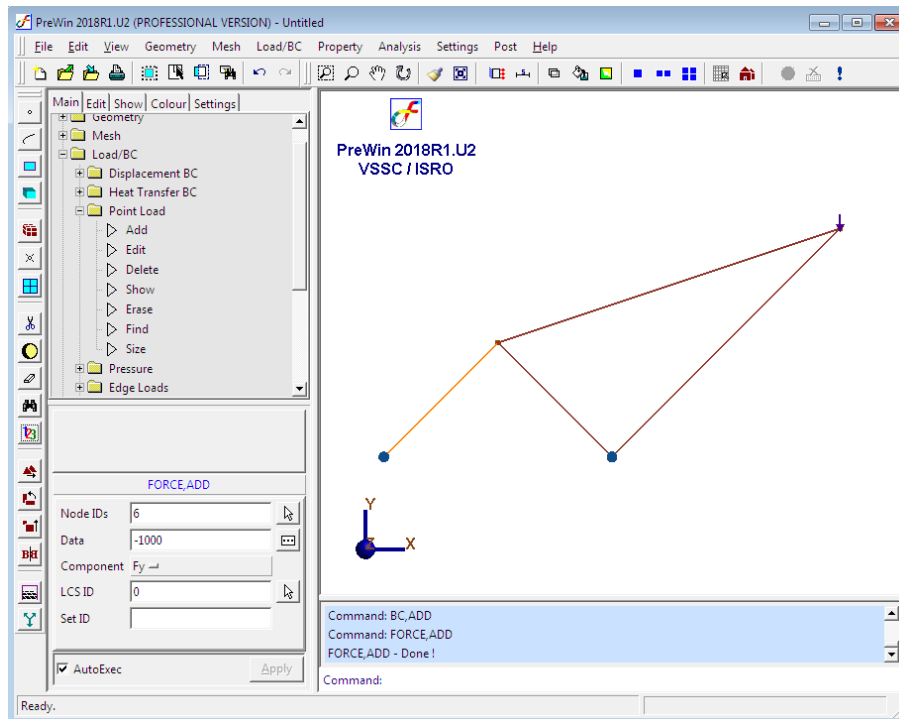 PreWin 2018R1.U2 (PROFESSIONAL VERSION) - Untitled
File Edit View Geometry Mesh Load/BC Property Analysis Settings Post Help
Main Edit Show Colour Settings
Geometry
Mesh
Load/BC
Displacement BC
Heat Transfer BC
Point Load
Add
Edit
Delete
Show
Erase
Find
Size
Pressure
Edge Loads
FORCE,ADD
Node IDs 6
Data -1000
Component Fy
LCS ID 0
Set ID
AutoExec Apply
PreWin 2018R1.U2
VSSC / ISRO
Y
Z X
Command: BC,ADD
Command: FORCE,ADD
FORCE,ADD - Done !
Command:
Ready.